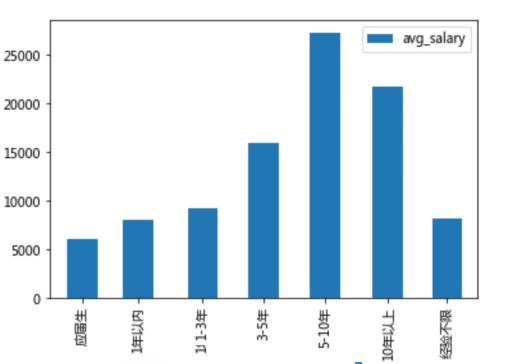 avg_salary
25000
20000
15000
10000
5000
0
应届生
1年以内
1-3年
3-5年
5-10年
10年以上
经验不限